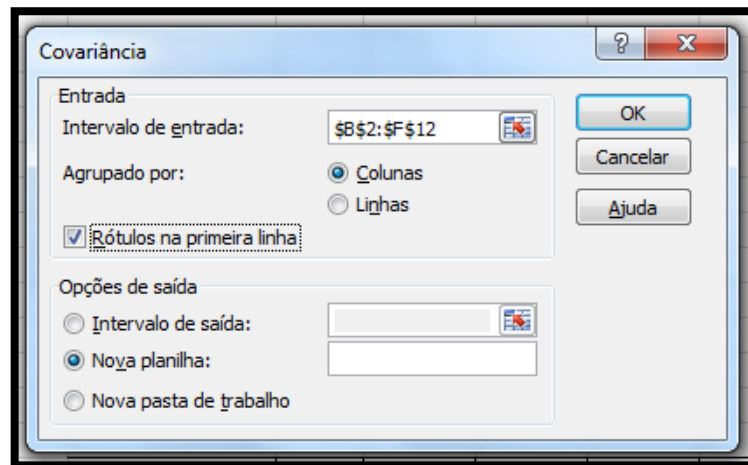 Covariância
Entrada
Intervalo de entrada: $B$2:$F$12
OK
Cancelar
Agrupado por: Colunas
Linhas
Ajuda
Rótulos na primeira linha
Opções de saída
Intervalo de saída:
Nova planilha:
Nova pasta de trabalho